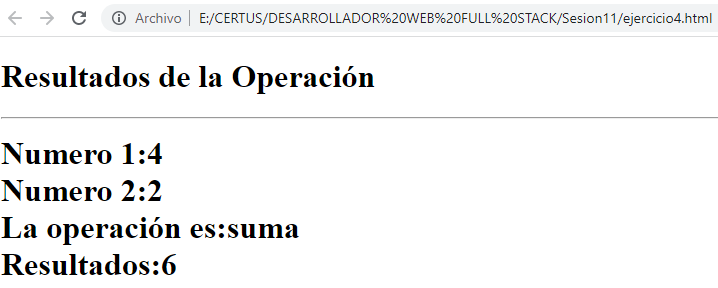 Archivo | E:/CERTUS/DESARROLLADOR%20WEB%20FULL%20STACK/Sesion11/ejercicio4.html
Resultados de la Operación
Numero 1:4
Numero 2:2
La operación es:suma
Resultados:6